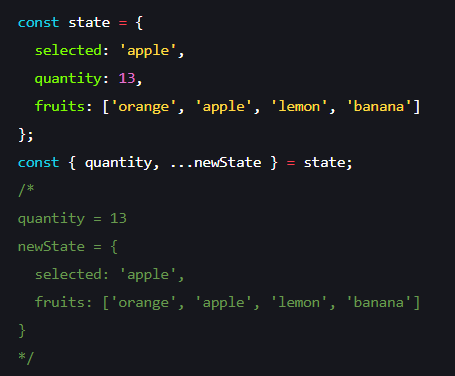 const state = {
  selected: 'apple',
  quantity: 13,
  fruits: ['orange', 'apple', 'lemon', 'banana']
};
const { quantity, ...newState } = state;
/*
quantity = 13
newState = {
  selected: 'apple',
  fruits: ['orange', 'apple', 'lemon', 'banana']
}
*/